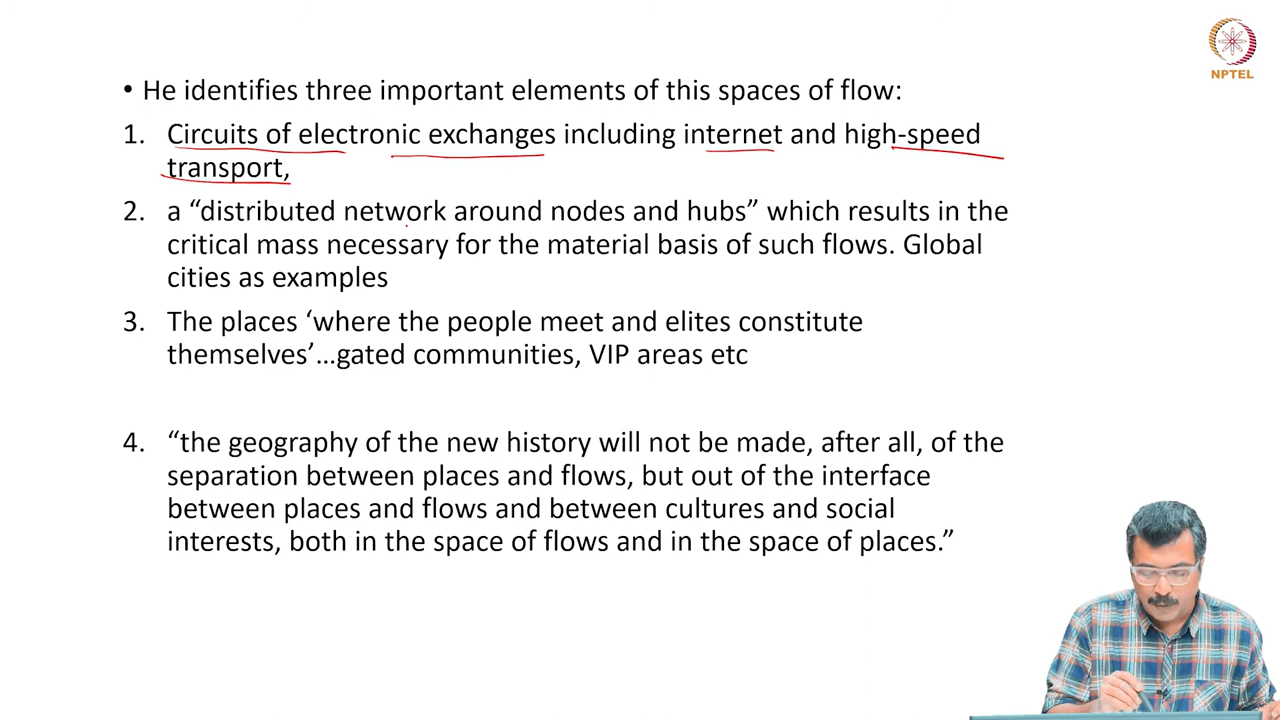 NPTEL
• He identifies three important elements of this spaces of flow:
1. Circuits of electronic exchanges including internet and high-speed
transport,
2. a “distributed network around nodes and hubs” which results in the
critical mass necessary for the material basis of such flows. Global
cities as examples
3. The places ‘where the people meet and elites constitute
themselves’...gated communities, VIP areas etc
4. “the geography of the new history will not be made, after all, of the
separation between places and flows, but out of the interface
between places and flows and between cultures and social
interests, both in the space of flows and in the space of places.”